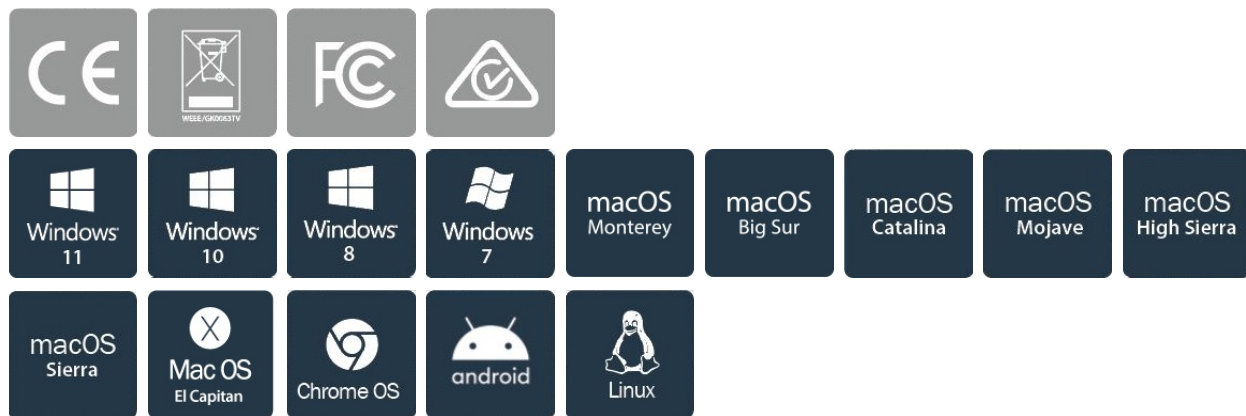 CE
WEEE/GK0063TV
FC
Windows
11
Windows
10
Windows
8
Windows
7
macOS
Monterey
macOS
Big Sur
macOS
Catalina
macOS
Mojave
macOS
High Sierra
macOS
Sierra
X
Mac OS
El Capitan
Chrome OS
android
Linux